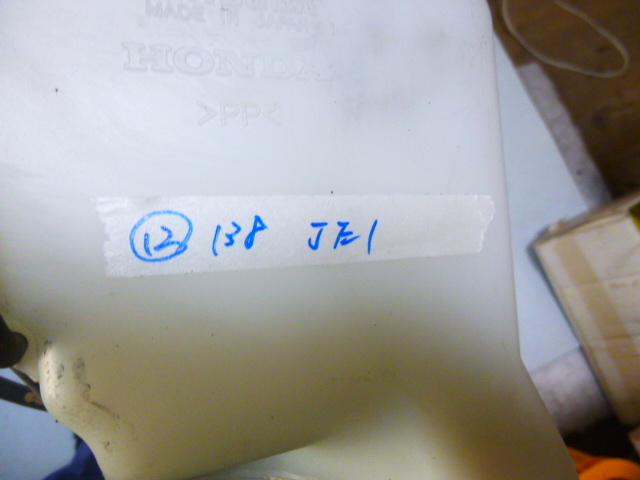 MADE IN JAPAN
HONDA
>PP<
⑫ 138 JE1